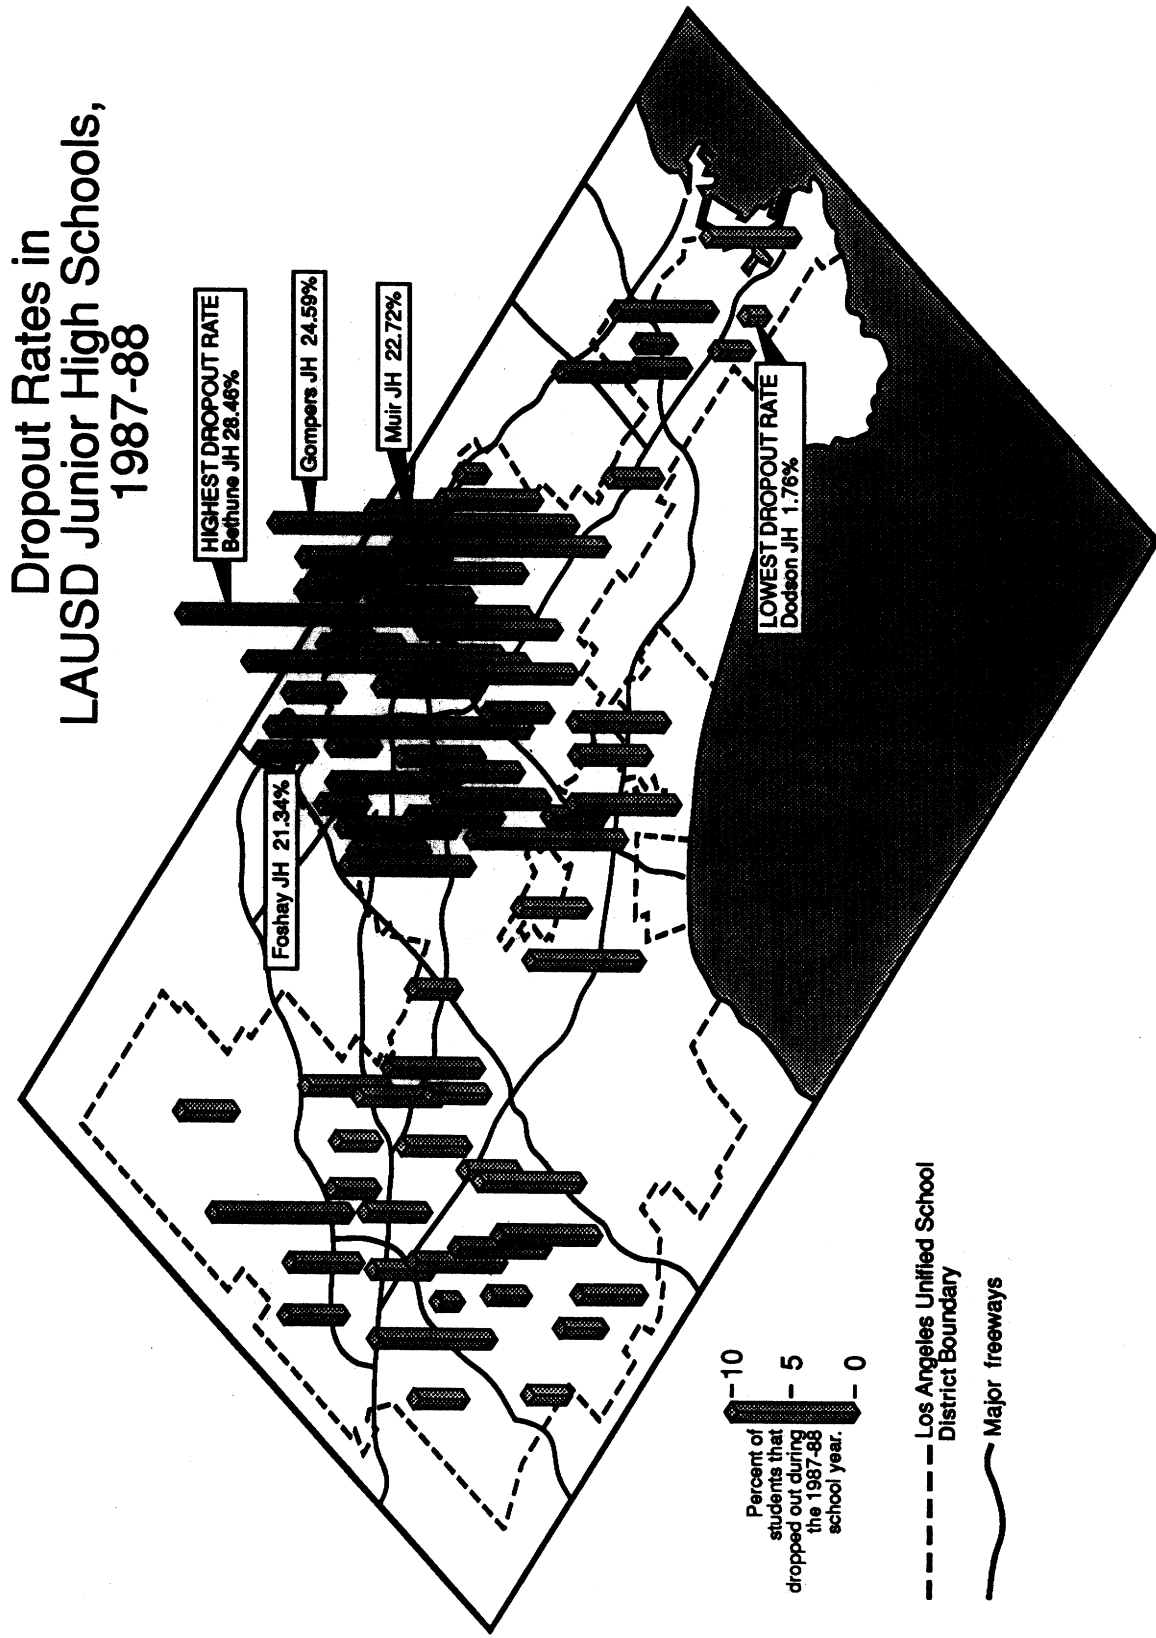 Dropout Rates in
LAUSD Junior High Schools,
1987-88
HIGHEST DROPOUT RATE
Bethune JH 28.46%
Gompers JH 24.59%
Muir JH 22.72%
Foshay JH 21.34%
LOWEST DROPOUT RATE
Dodson JH 1.76%
Percent of
students that
dropped out during
the 1987-88
school year.
10
5
0
Los Angeles Unified School
District Boundary
Major freeways